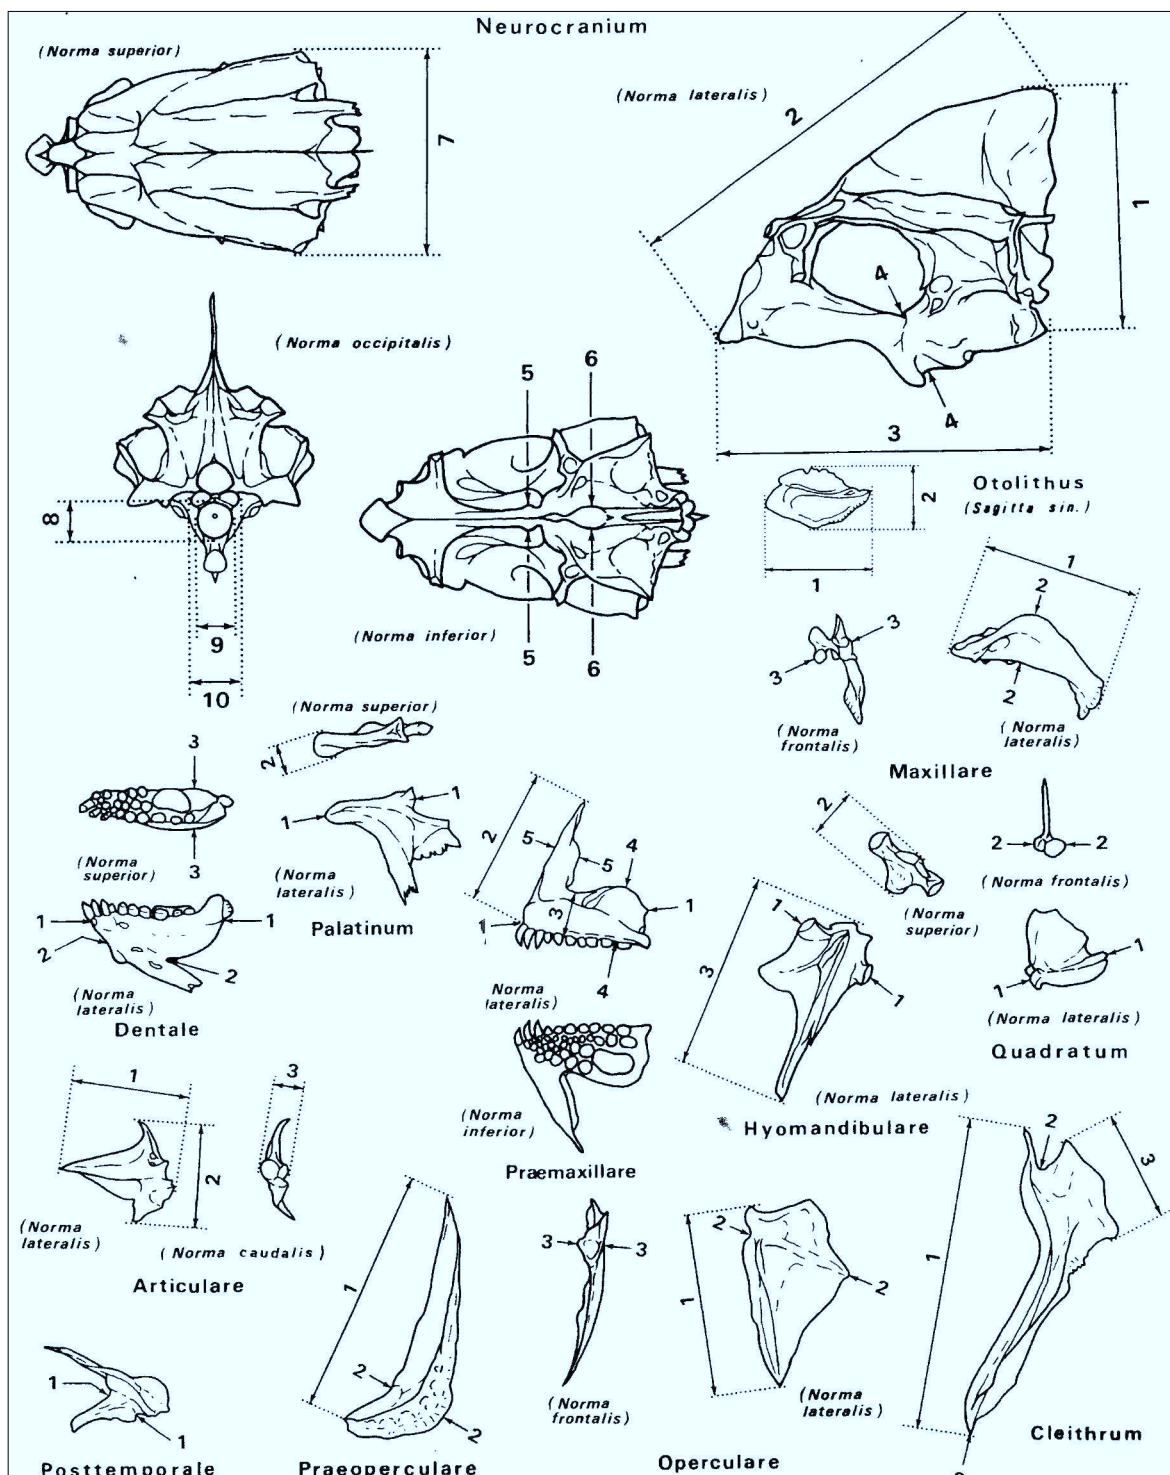 Neurocranium
(Norma superior)
7
(Norma lateralis)
2
1
4
4
3
(Norma occipitalis)
8
9
10
5
6
(Norma inferior)
5
6
2
Otolithus
(Sagitta sin.)
1
3
3
(Norma
frontalis)
1
2
2
(Norma
lateralis)
Maxillare
(Norma superior)
2
1
1
(Norma
lateralis)
Palatinum
3
(Norma
superior)
3
1
1
2
2
(Norma
lateralis)
Dentale
2
5
5
4
1
1
3
4
(Norma
lateralis)
(Norma
inferior)
Praemaxillare
2
(Norma
superior)
1
3
1
(Norma lateralis)
Hyomandibulare
2
2
(Norma frontalis)
1
1
(Norma lateralis)
Quadratum
1
3
2
(Norma
lateralis)
(Norma caudalis)
Articulare
1
1
Posttemporale
1
2
2
Praeoperculare
3
3
(Norma
frontalis)
2
1
2
(Norma
lateralis)
Operculare
2
3
1
Cleithrum